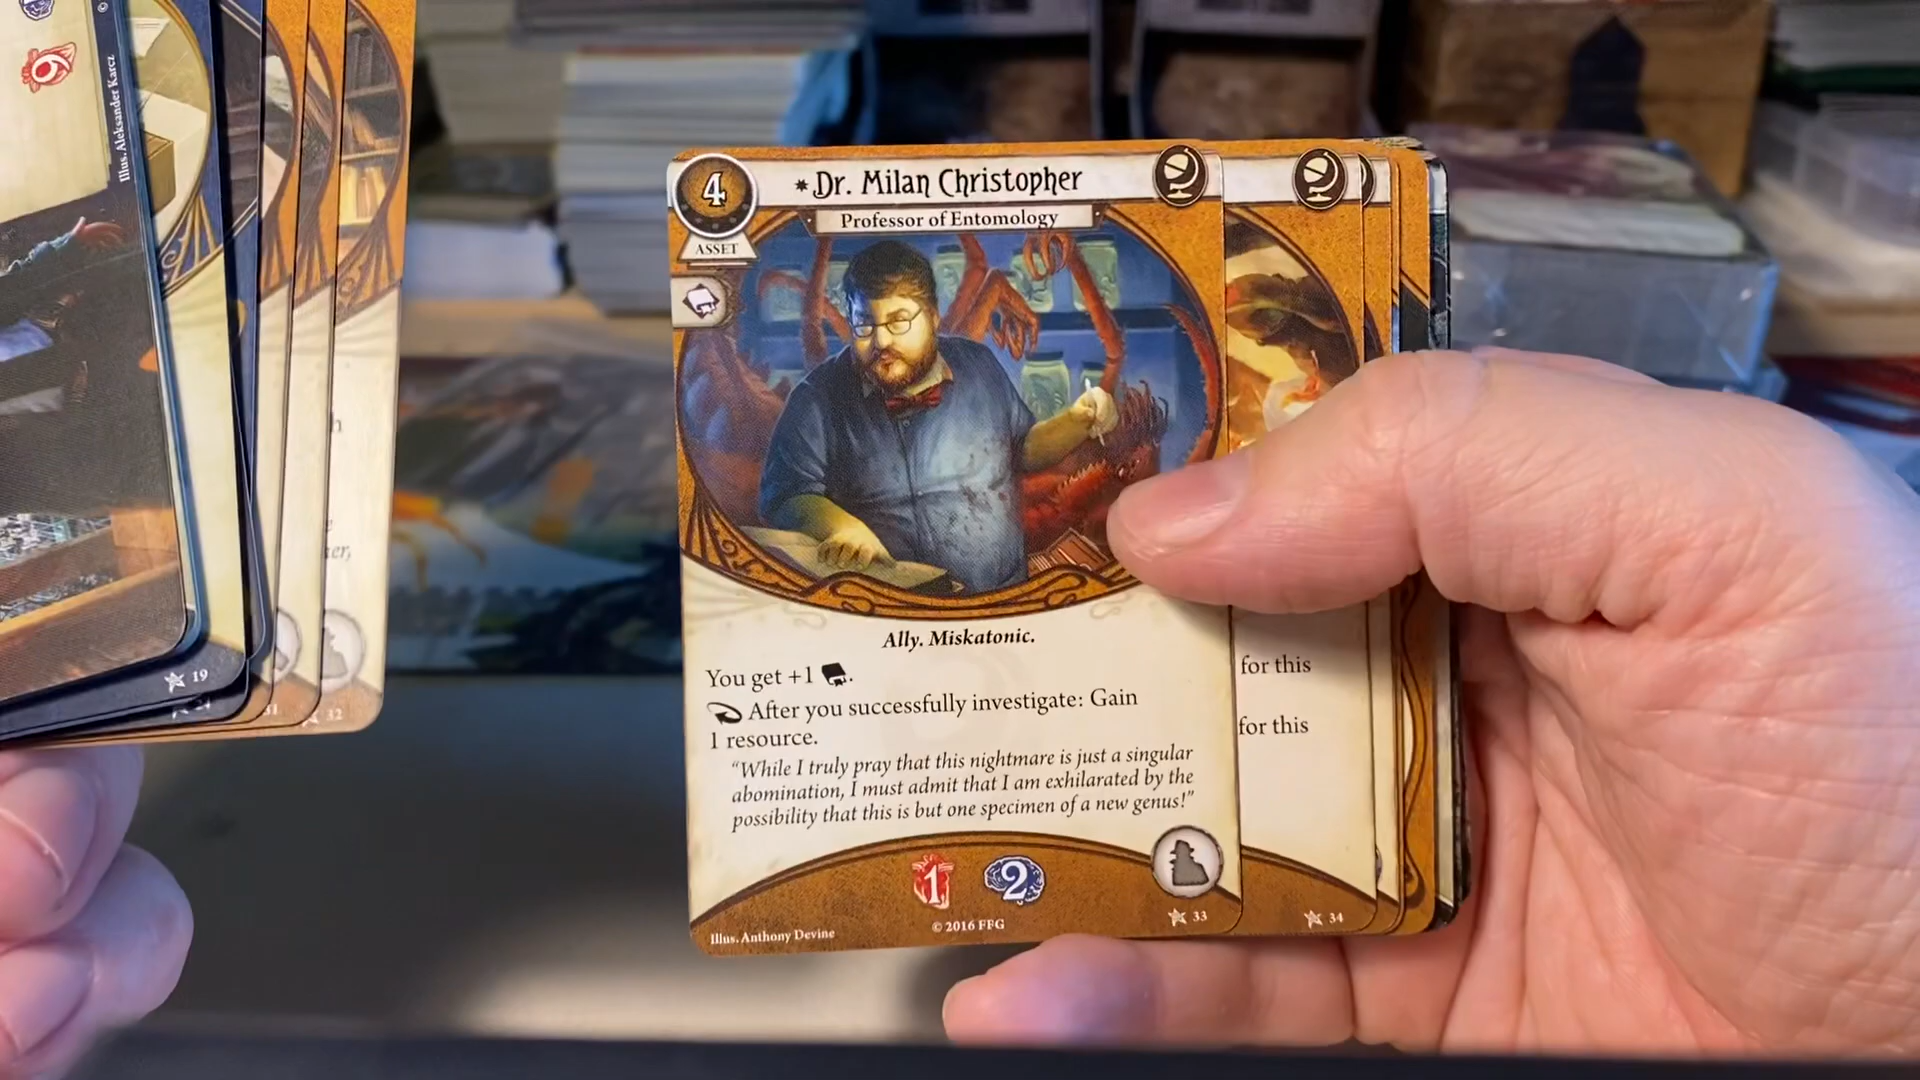 9
Illus. Aleksander Karcz
19
31
32
h
4
Dr. Milan Christopher
Professor of Entomology
ASSET
Ally. Miskatonic.
You get +1 .
After you successfully investigate: Gain
1 resource.
“While I truly pray that this nightmare is just a singular
abomination, I must admit that I am exhilarated by the
possibility that this is but one specimen of a new genus!”
1
2
Illus. Anthony Devine
© 2016 FFG
33
for this
for this
34